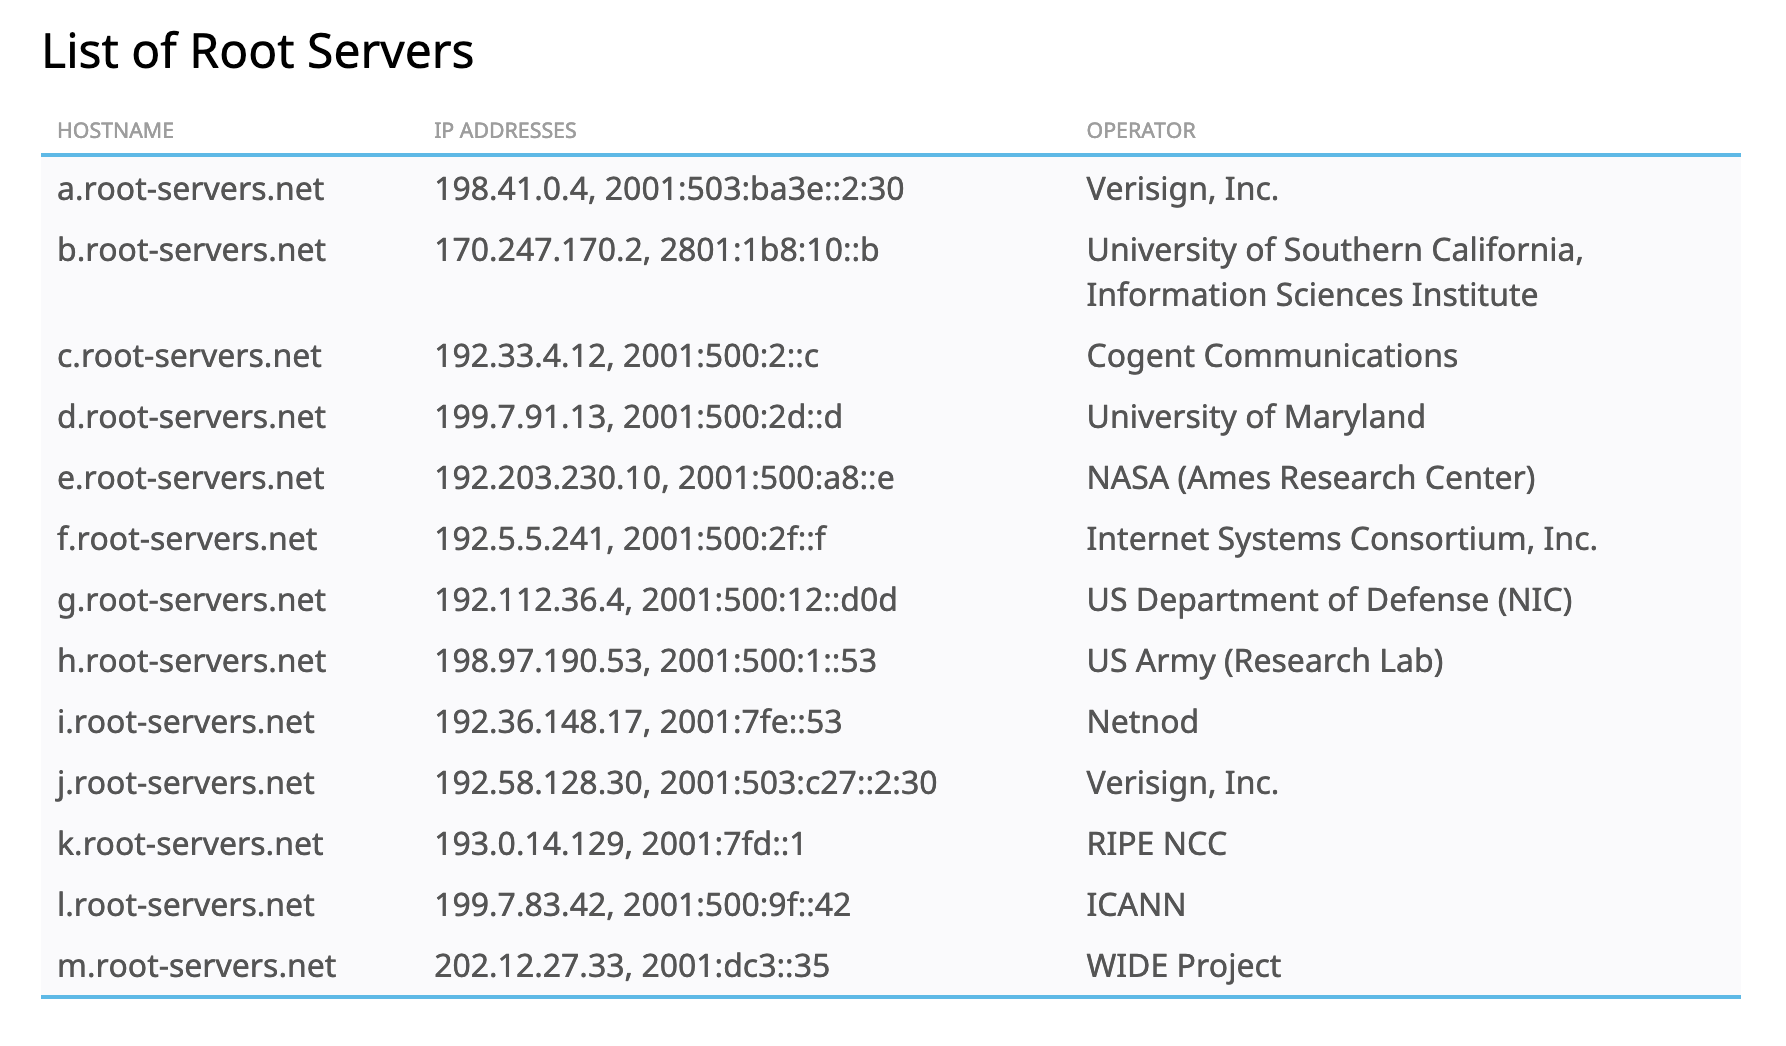 List of Root Servers
HOSTNAME IP ADDRESSES OPERATOR
a.root-servers.net 198.41.0.4, 2001:503:ba3e::2:30 Verisign, Inc.
b.root-servers.net 170.247.170.2, 2801:1b8:10::b University of Southern California,
Information Sciences Institute
c.root-servers.net 192.33.4.12, 2001:500:2::c Cogent Communications
d.root-servers.net 199.7.91.13, 2001:500:2d::d University of Maryland
e.root-servers.net 192.203.230.10, 2001:500:a8::e NASA (Ames Research Center)
f.root-servers.net 192.5.5.241, 2001:500:2f::f Internet Systems Consortium, Inc.
g.root-servers.net 192.112.36.4, 2001:500:12::d0d US Department of Defense (NIC)
h.root-servers.net 198.97.190.53, 2001:500:1::53 US Army (Research Lab)
i.root-servers.net 192.36.148.17, 2001:7fe::53 Netnod
j.root-servers.net 192.58.128.30, 2001:503:c27::2:30 Verisign, Inc.
k.root-servers.net 193.0.14.129, 2001:7fd::1 RIPE NCC
l.root-servers.net 199.7.83.42, 2001:500:9f::42 ICANN
m.root-servers.net 202.12.27.33, 2001:dc3::35 WIDE Project